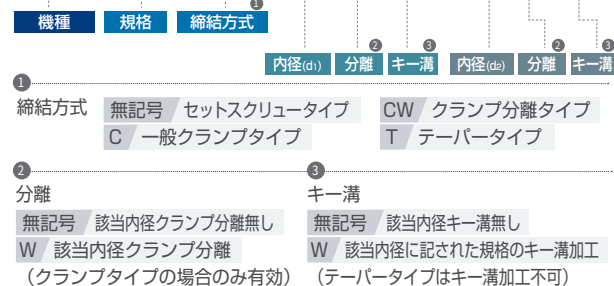 ❶
機種 規格 締結方式
❷ ❸ ❷ ❸
内径(d1) 分離 キー溝 内径(d2) 分離 キー溝
❶
締結方式 無記号 / セットスクリュータイプ CW / クランプ分離タイプ
C / 一般クランプタイプ T / テーパータイプ
❷
分離
無記号 / 該当内径クランプ分離無し
W / 該当内径クランプ分離
（クランプタイプの場合のみ有効）
❸
キー溝
無記号 / 該当内径キー溝無し
W / 該当内径に記された規格のキー溝加工
（テーパータイプはキー溝加工不可）